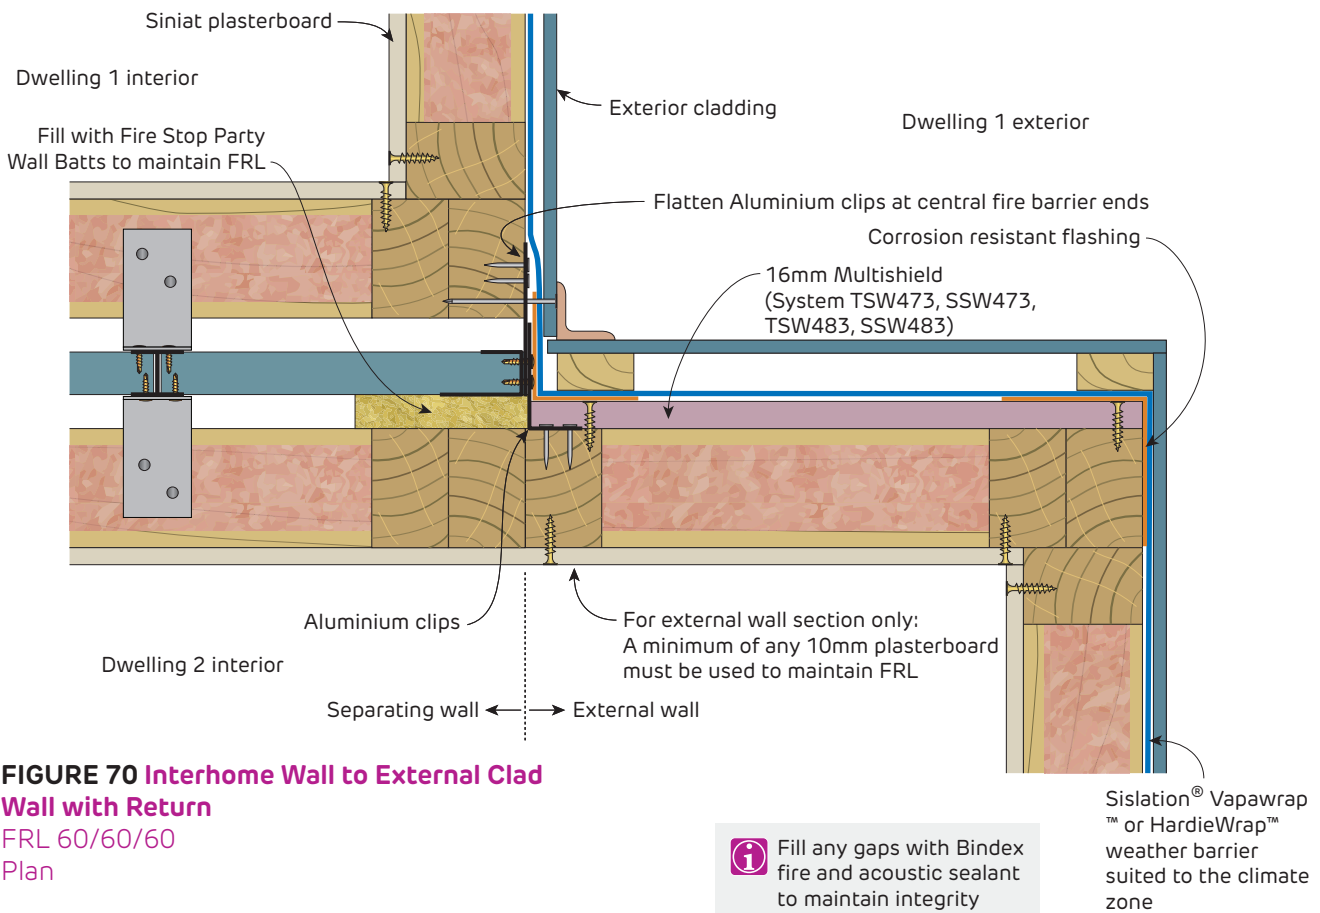 Siniat plasterboard
Dwelling 1 interior
Exterior cladding
Dwelling 1 exterior
Fill with Fire Stop Party
Wall Batts to maintain FRL
Flatten Aluminium clips at central fire barrier ends
Corrosion resistant flashing
16mm Multishield
(System TSW473, SSW473,
TSW483, SSW483)
Aluminium clips
For external wall section only:
A minimum of any 10mm plasterboard
must be used to maintain FRL
Dwelling 2 interior
Separating wall
External wall
FIGURE 70 Interhome Wall to External Clad
Wall with Return
FRL 60/60/60
Plan
Sislation® Vapawrap
™ or HardieWrap™
weather barrier
suited to the climate
zone
i
Fill any gaps with Bindex
fire and acoustic sealant
to maintain integrity